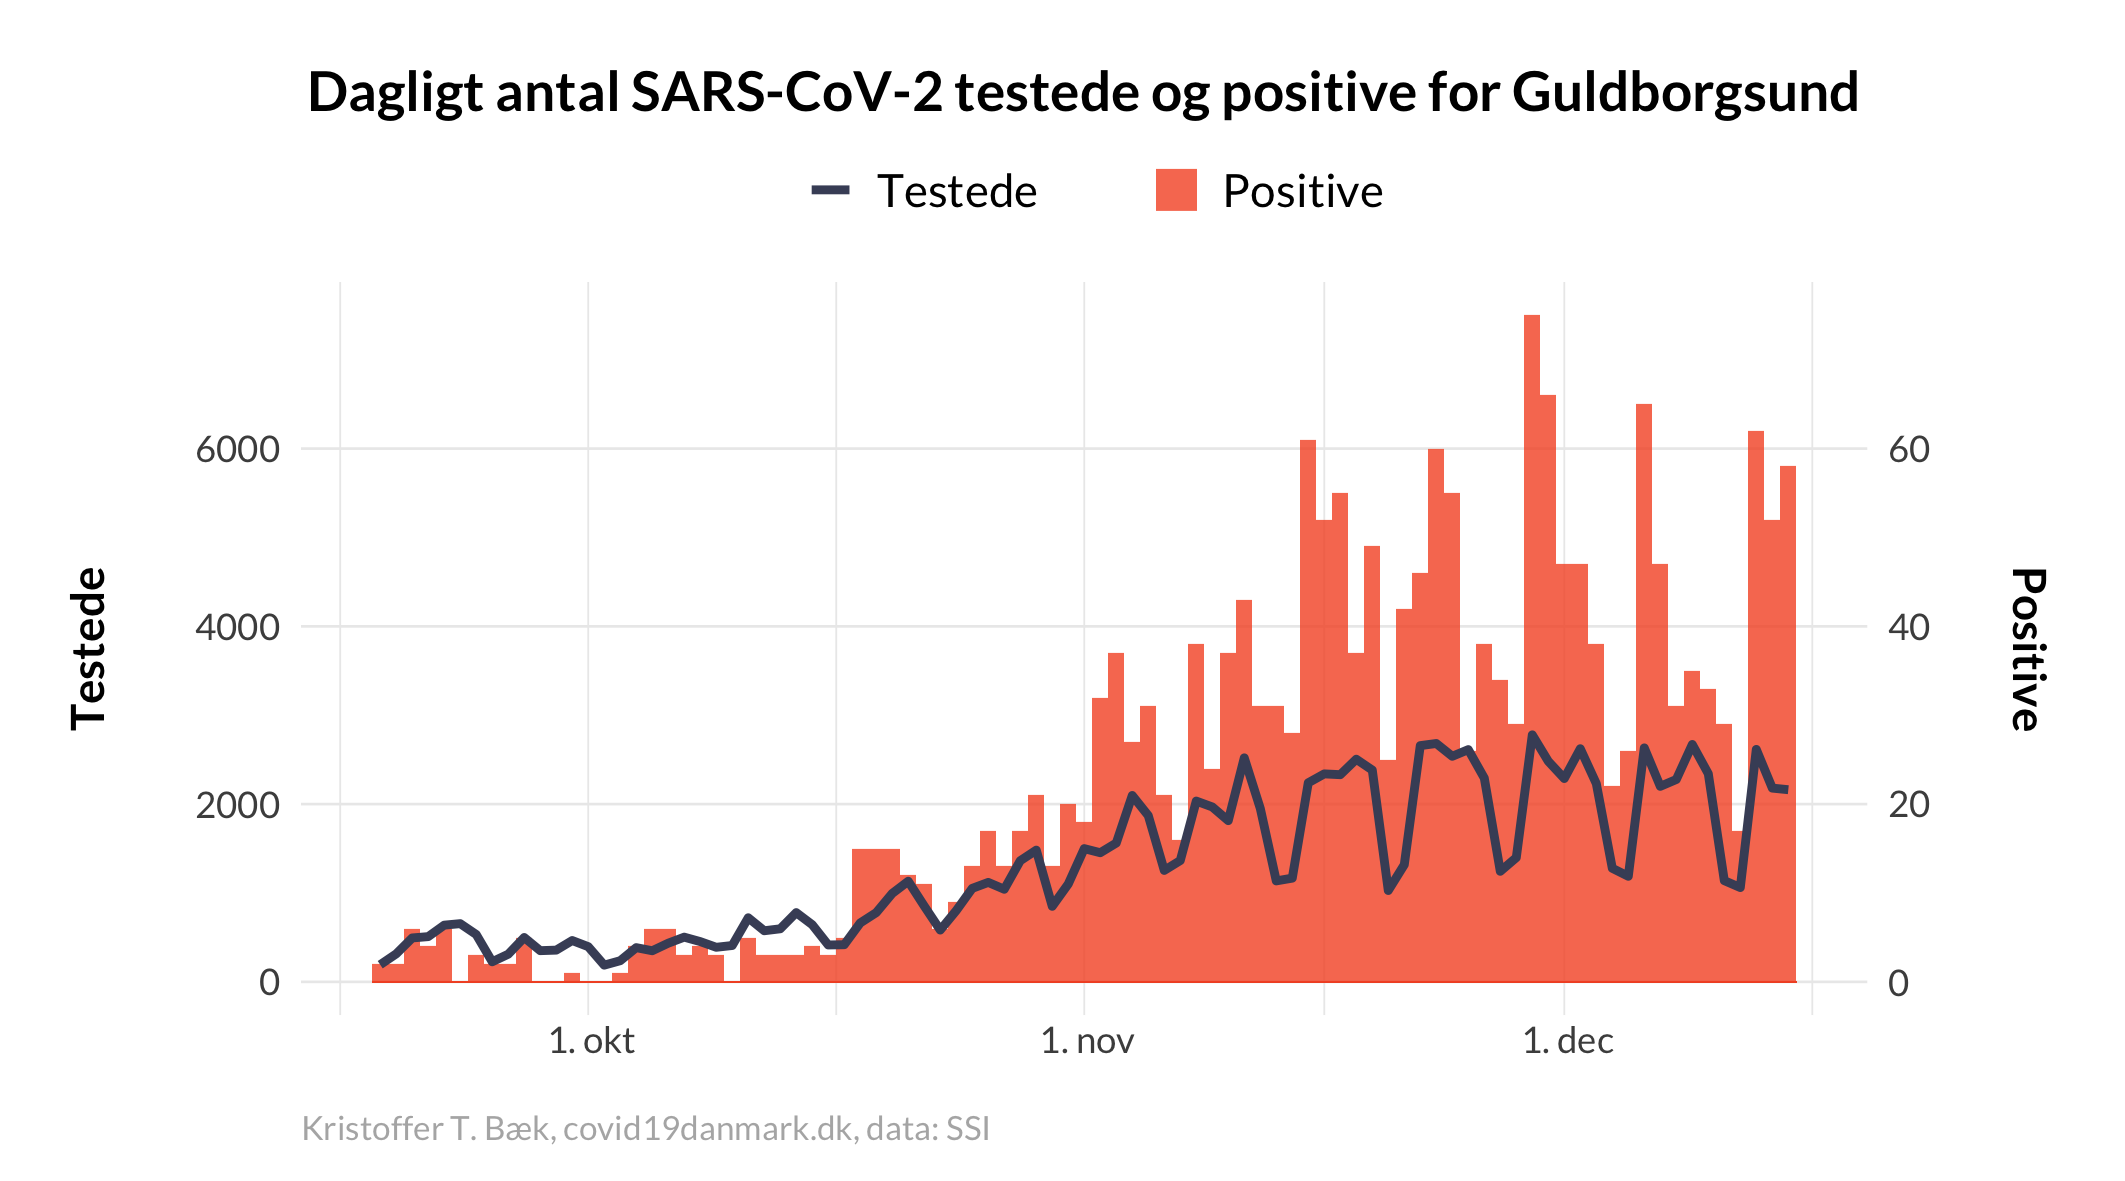 Dagligt antal SARS-CoV-2 testede og positive for Guldborgsund
Testede
Positive
Testede
6000
4000
2000
0
60
40
20
0
Positive
1. okt
1. nov
1. dec
Kristoffer T. Bæk, covid19danmark.dk, data: SSI